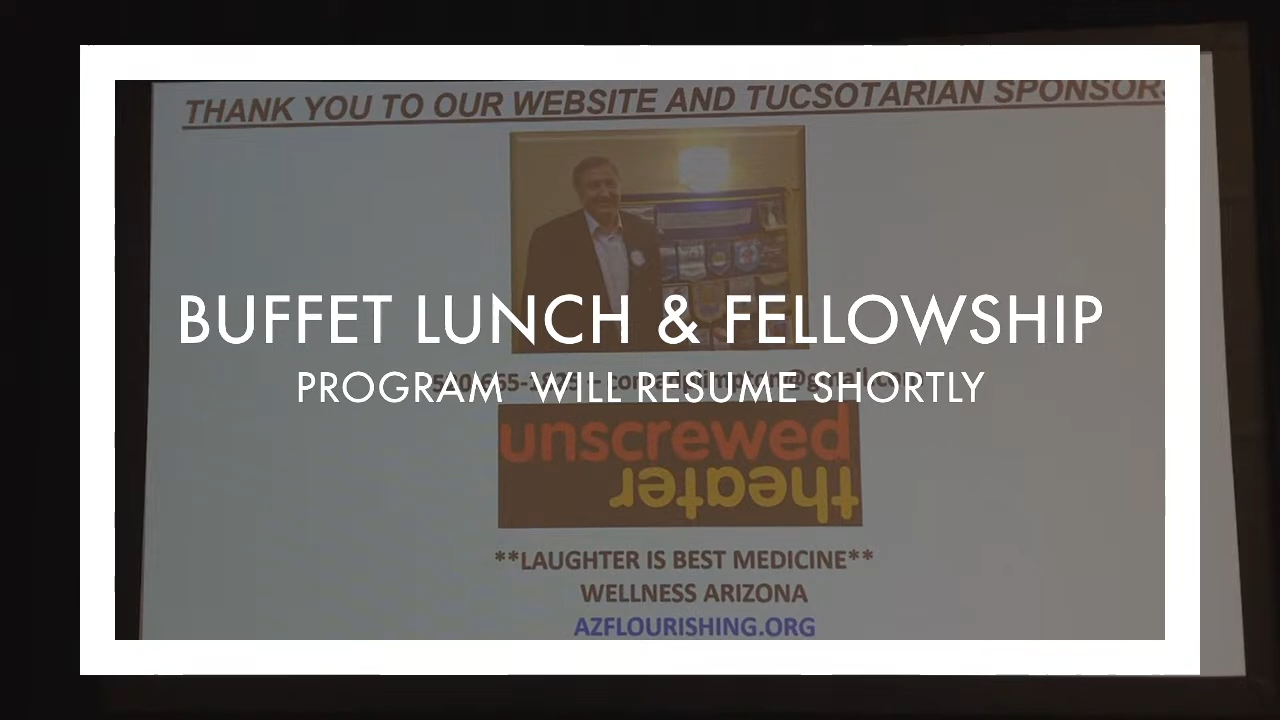 THANK YOU TO OUR WEBSITE AND TUCSOTARIAN SPONSORS
BUFFET LUNCH & FELLOWSHIP
PROGRAM WILL RESUME SHORTLY
unscrewed
theater
**LAUGHTER IS BEST MEDICINE**
WELLNESS ARIZONA
AZFLOURISHING.ORG